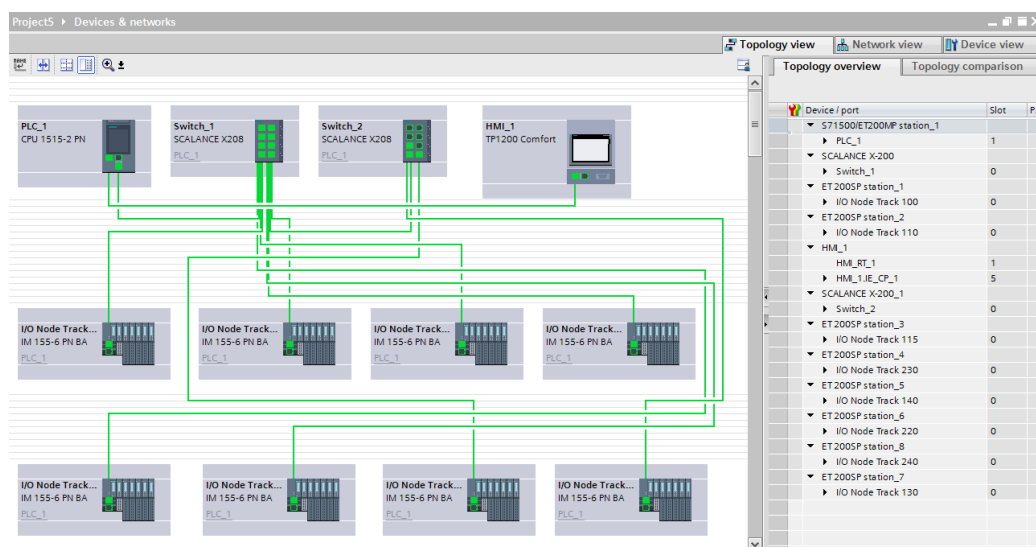 Project5 ▸ Devices & networks
Topology view
Network view
Device view
Topology overview
Topology comparison
PLC_1
CPU 1515-2 PN
Switch_1
SCALANCE X208
PLC_1
Switch_2
SCALANCE X208
PLC_1
HMI_1
TP1200 Comfort
I/O Node Track...
IM 155-6 PN BA
PLC_1
I/O Node Track...
IM 155-6 PN BA
PLC_1
I/O Node Track...
IM 155-6 PN BA
PLC_1
I/O Node Track...
IM 155-6 PN BA
PLC_1
I/O Node Track...
IM 155-6 PN BA
PLC_1
I/O Node Track...
IM 155-6 PN BA
PLC_1
I/O Node Track...
IM 155-6 PN BA
PLC_1
I/O Node Track...
IM 155-6 PN BA
PLC_1
Device / port Slot P
S71500/ET200MP station_1
PLC_1 1
SCALANCE X-200
Switch_1 0
ET 200SP station_1
I/O Node Track 100 0
ET 200SP station_2
I/O Node Track 110 0
HMI_1
HMI_RT_1 1
HMI_1.IE_CP_1 5
SCALANCE X-200_1
Switch_2 0
ET 200SP station_3
I/O Node Track 115 0
ET 200SP station_4
I/O Node Track 230 0
ET 200SP station_5
I/O Node Track 140 0
ET 200SP station_6
I/O Node Track 220 0
ET 200SP station_8
I/O Node Track 240 0
ET 200SP station_7
I/O Node Track 130 0